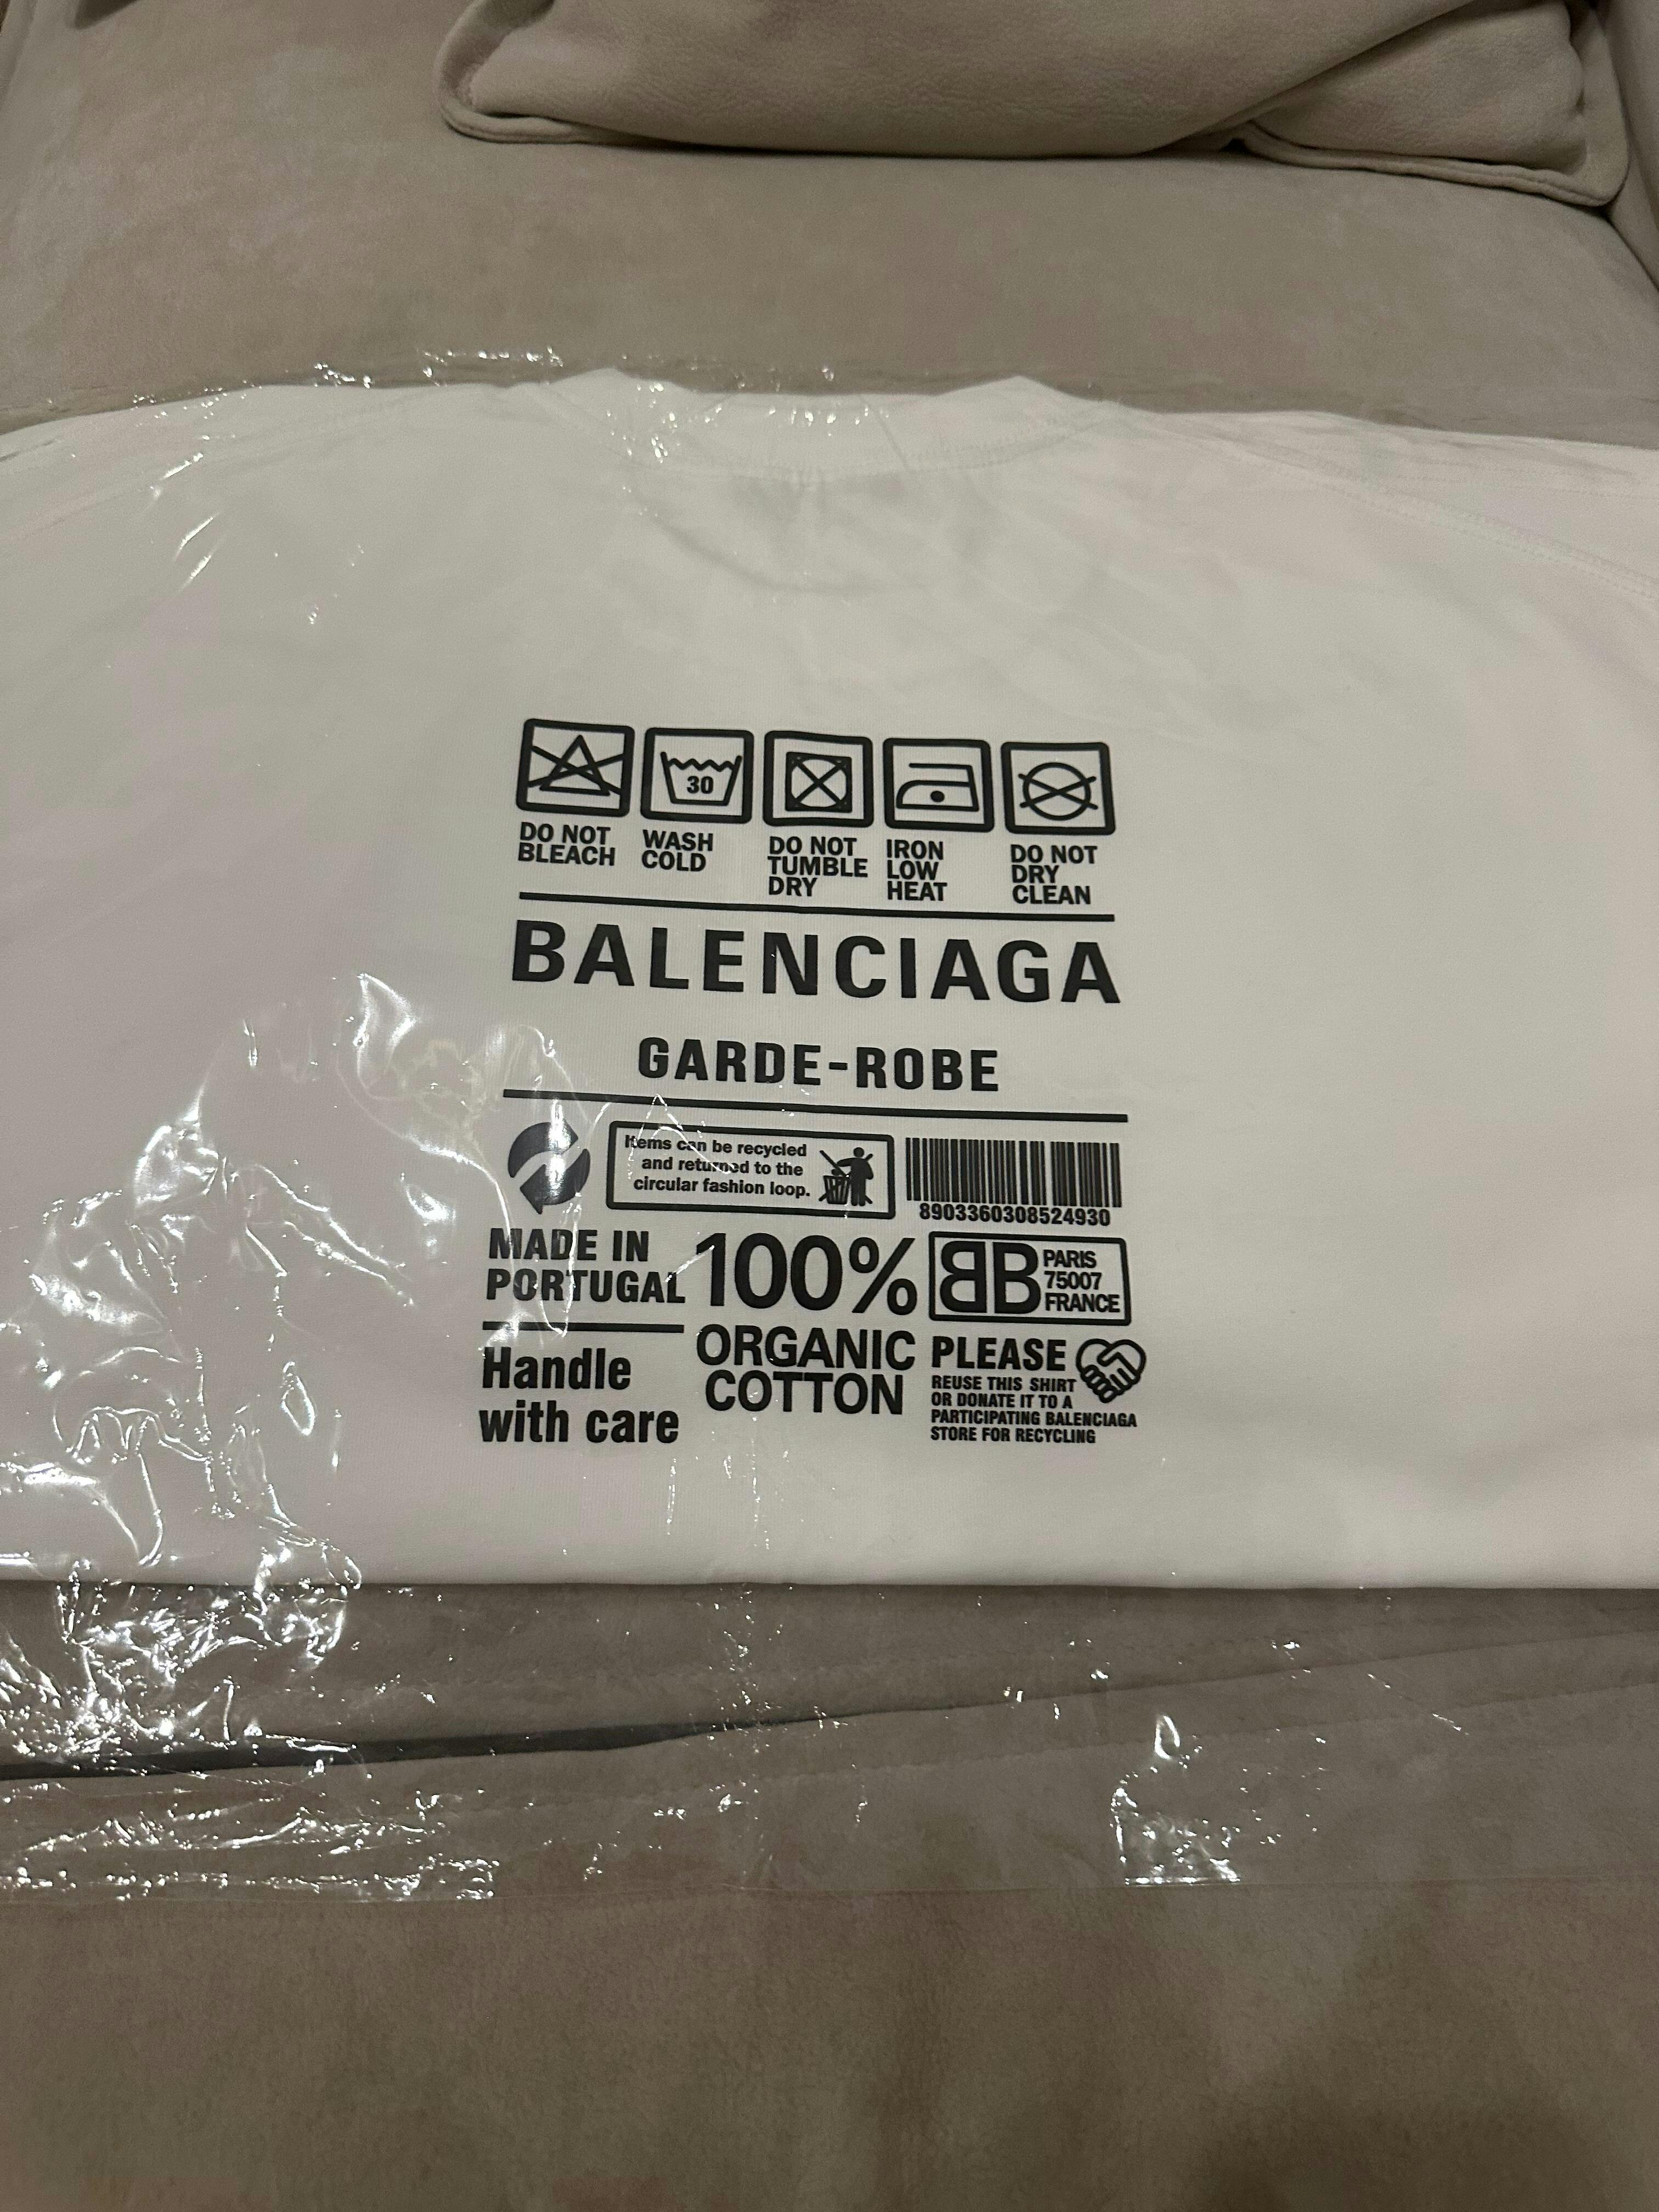 DO NOT BLEACH
WASH COLD
30
DO NOT TUMBLE DRY
IRON LOW HEAT
DO NOT DRY CLEAN
BALENCIAGA
GARDE-ROBE
Items can be recycled
and returned to the
circular fashion loop.
8903360308524930
MADE IN
PORTUGAL
Handle
with care
100%
ORGANIC
COTTON
BB
PARIS
75007
FRANCE
PLEASE
REUSE THIS SHIRT
OR DONATE IT TO A
PARTICIPATING BALENCIAGA
STORE FOR RECYCLING